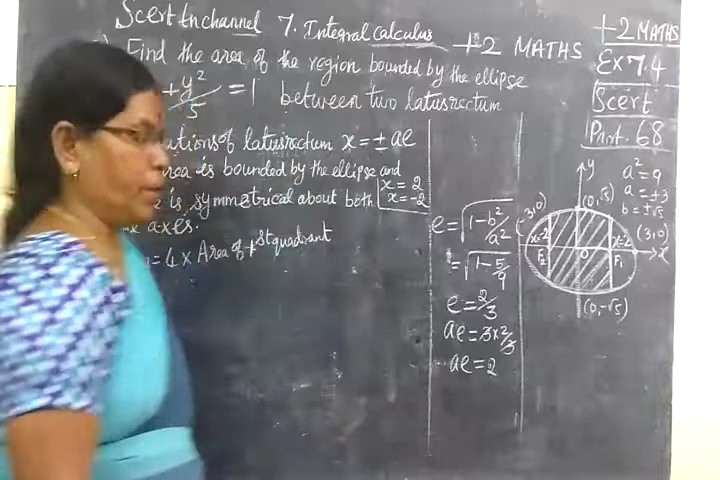 Scert tn channel 7. Integral calculus +2 MATHS
Find the area of the region bounded by the ellipse
+ y²/5 = 1 between two latusrectum
of latusrectum x = ± ae
is bounded by the ellipse and
x = 2
x = -2
is symmetrical about both
axes.
= 4 × Area of 1st quadrant
e = √(1 - b²/a²)
= √(1 - 5/9)
e = 2/3
ae = 3 × 2/3
ae = 2
+2 MATHS
Ex 7.4
Scert
Part. 68
a² = 9
a = ±3
b = ±√5
y
(0,√5)
(-3,0)
(3,0)
x=-2
x=2
F₂
O
F₁
x
(0,-√5)